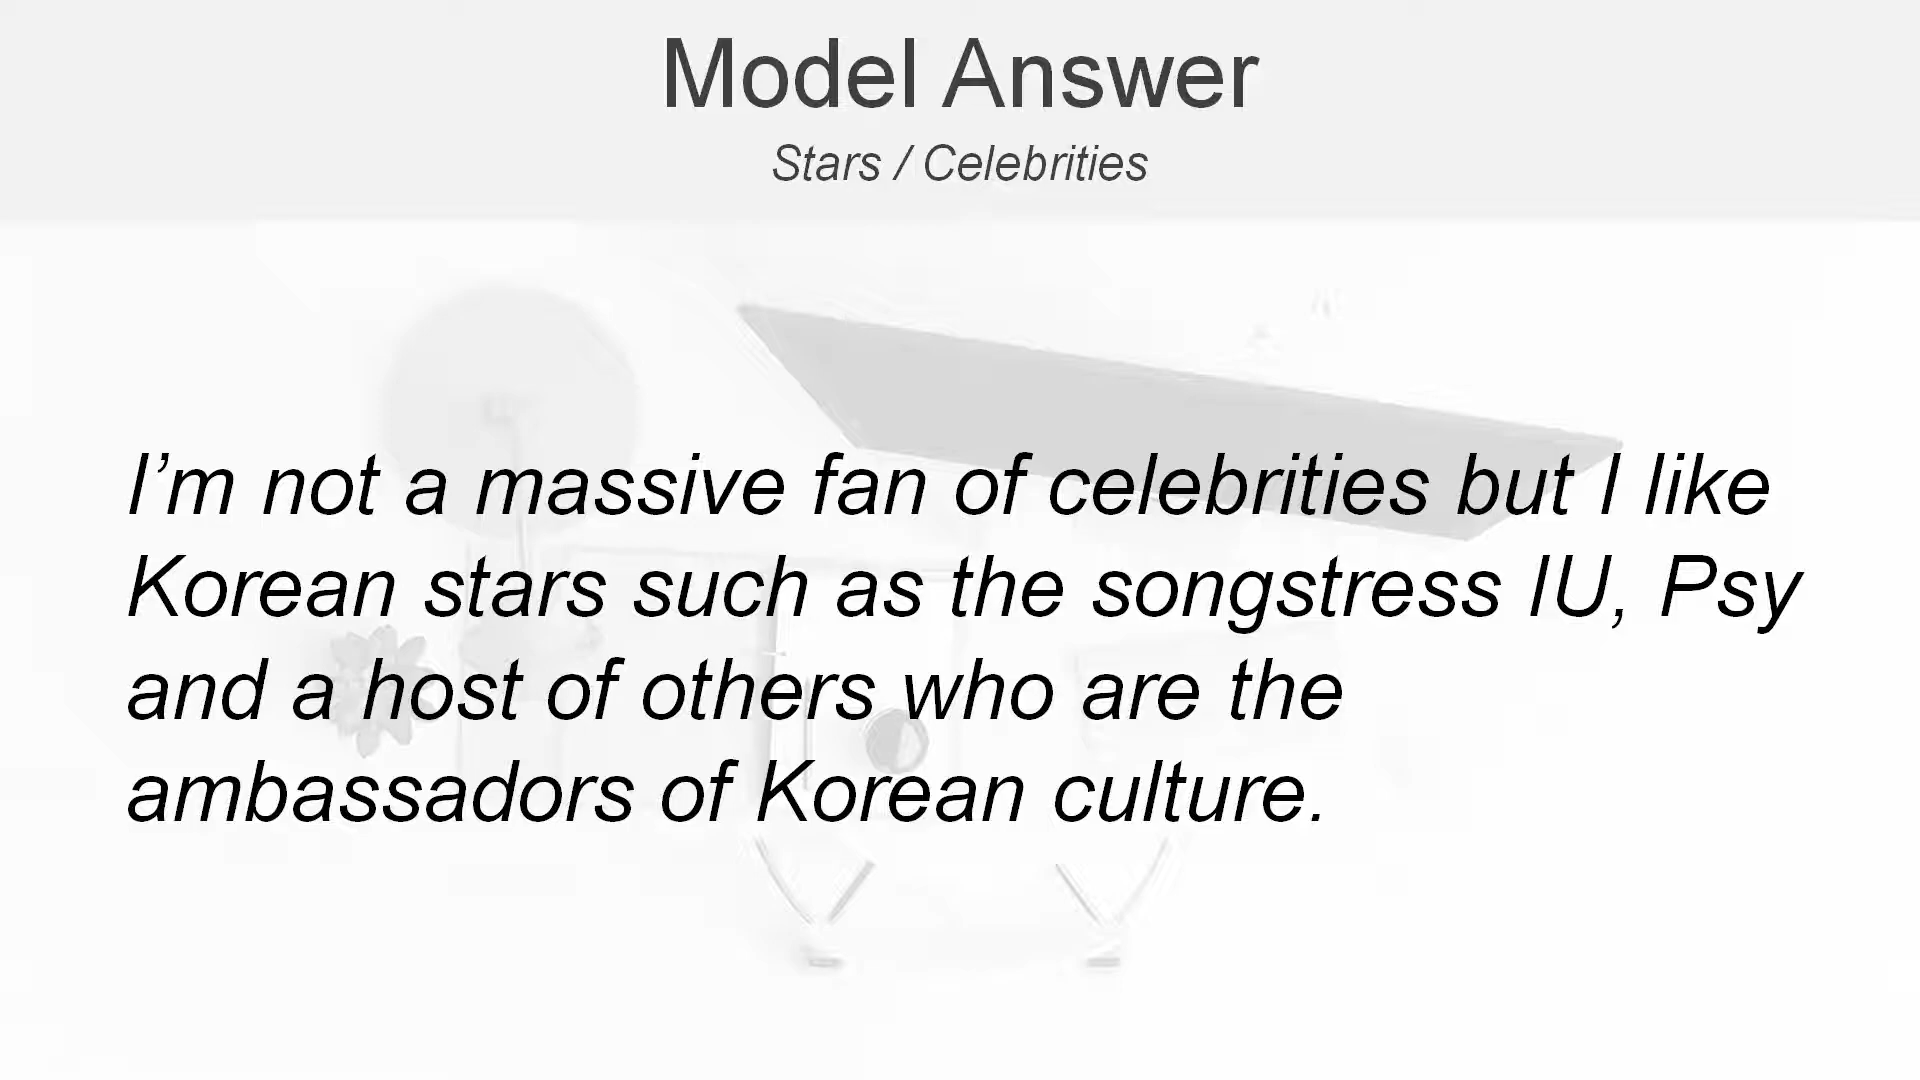 Model Answer
Stars / Celebrities
I’m not a massive fan of celebrities but I like
Korean stars such as the songstress IU, Psy
and a host of others who are the
ambassadors of Korean culture.